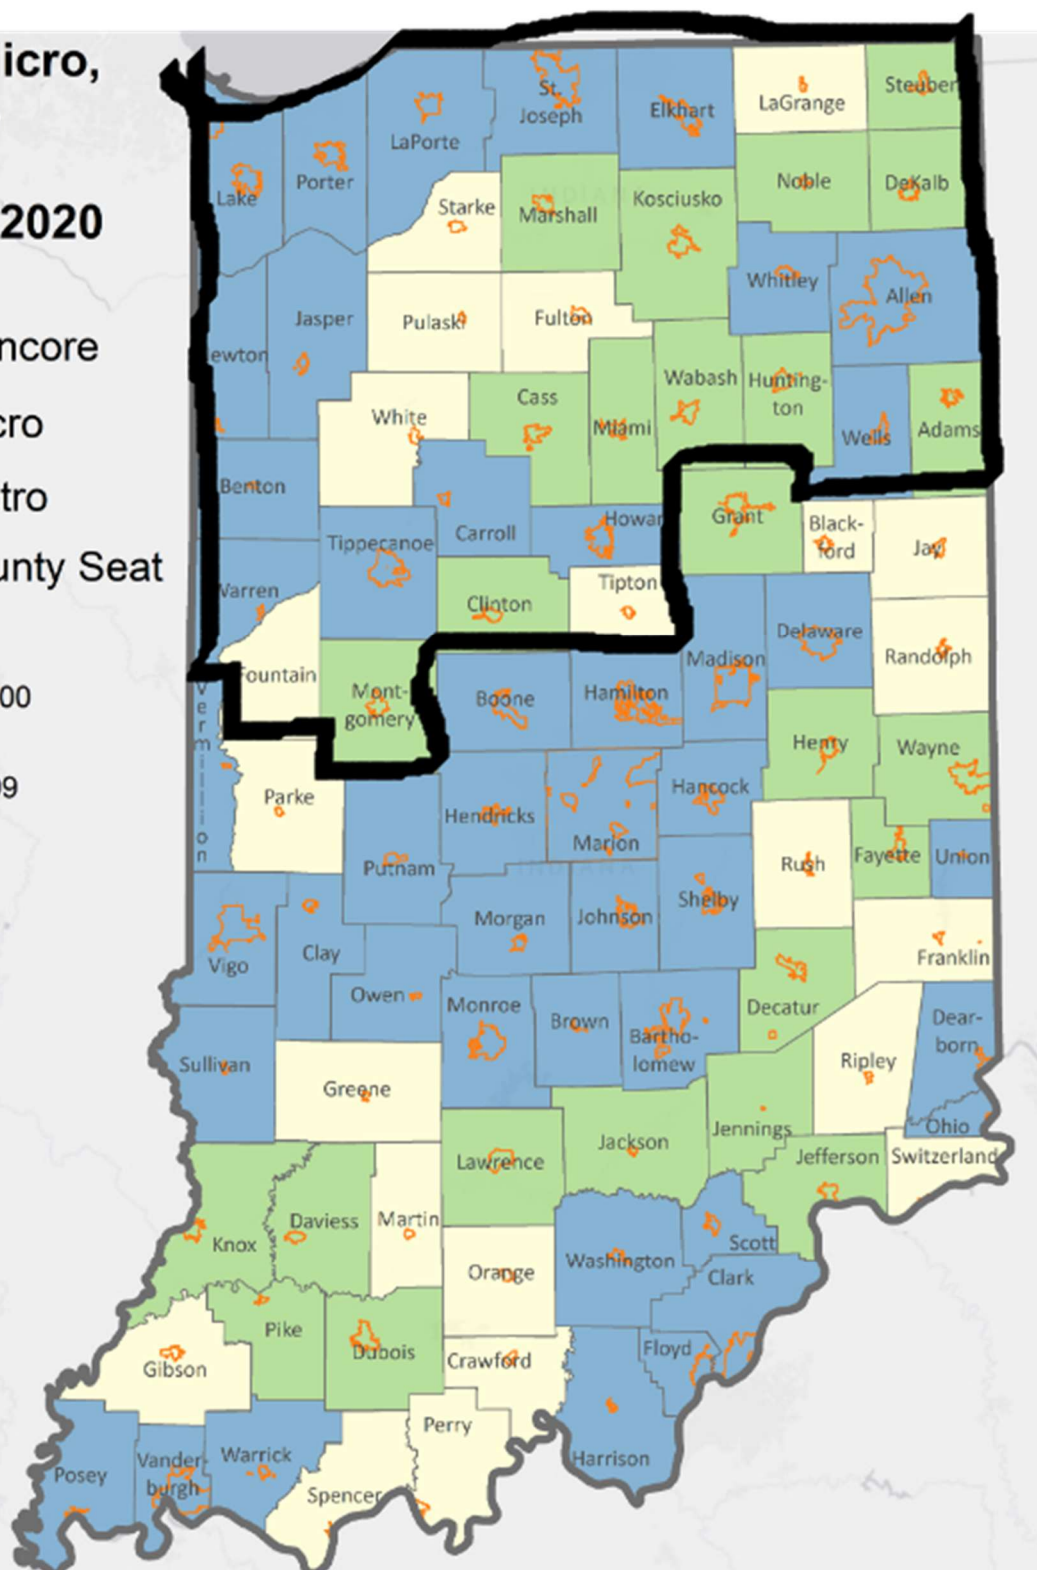 icro,
2020
ncore
cro
tro
unty Seat
00
09
St.
Joseph
Elkhart
LaGrange
Steuben
LaPorte
Porter
Lake
Starke
INDIANA
Marshall
Kosciusko
Noble
DeKalb
Whitley
Allen
Jasper
ewton
Pulaski
Fulton
White
Cass
Miami
Wabash
Hunting-
ton
Wells
Adams
Benton
Carroll
Howar
Grant
Black-
ford
Jay
Tippecanoe
Warren
Clinton
Tipton
Delaware
Randolph
Fountain
Mont-
gomery
Boone
Hamilton
Madison
Vermillion
Parke
Hendricks
Marion
Hancock
Henry
Wayne
Putnam
INDIANA
Rush
Fayette
Union
Morgan
Johnson
Shelby
Vigo
Clay
Owen
Franklin
Decatur
Monroe
Brown
Bartho-
lomew
Dear-
born
Sullivan
Greene
Ripley
Ohio
Jackson
Jennings
Lawrence
Jefferson
Switzerland
Knox
Daviess
Martin
Orange
Washington
Scott
Clark
Pike
Dubois
Gibson
Crawford
Floyd
Perry
Posey
Vander-
burgh
Warrick
Spencer
Harrison